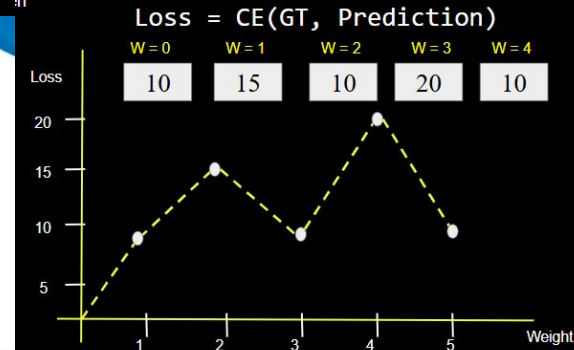 Loss = CE(GT, Prediction)
W = 0 W = 1 W = 2 W = 3 W = 4
Loss
10 15 10 20 10
20
15
10
5
1 2 3 4 5
Weight